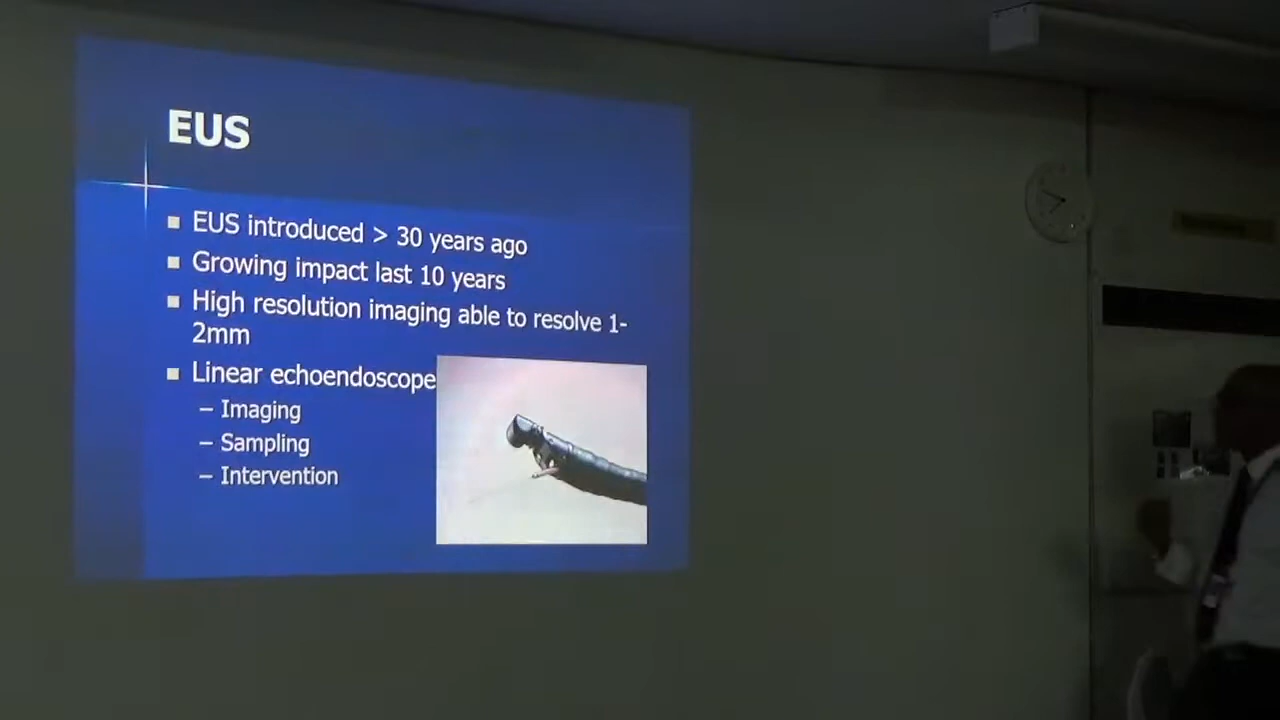 EUS
EUS introduced > 30 years ago
Growing impact last 10 years
High resolution imaging able to resolve 1-
2mm
Linear echoendoscope
– Imaging
– Sampling
– Intervention